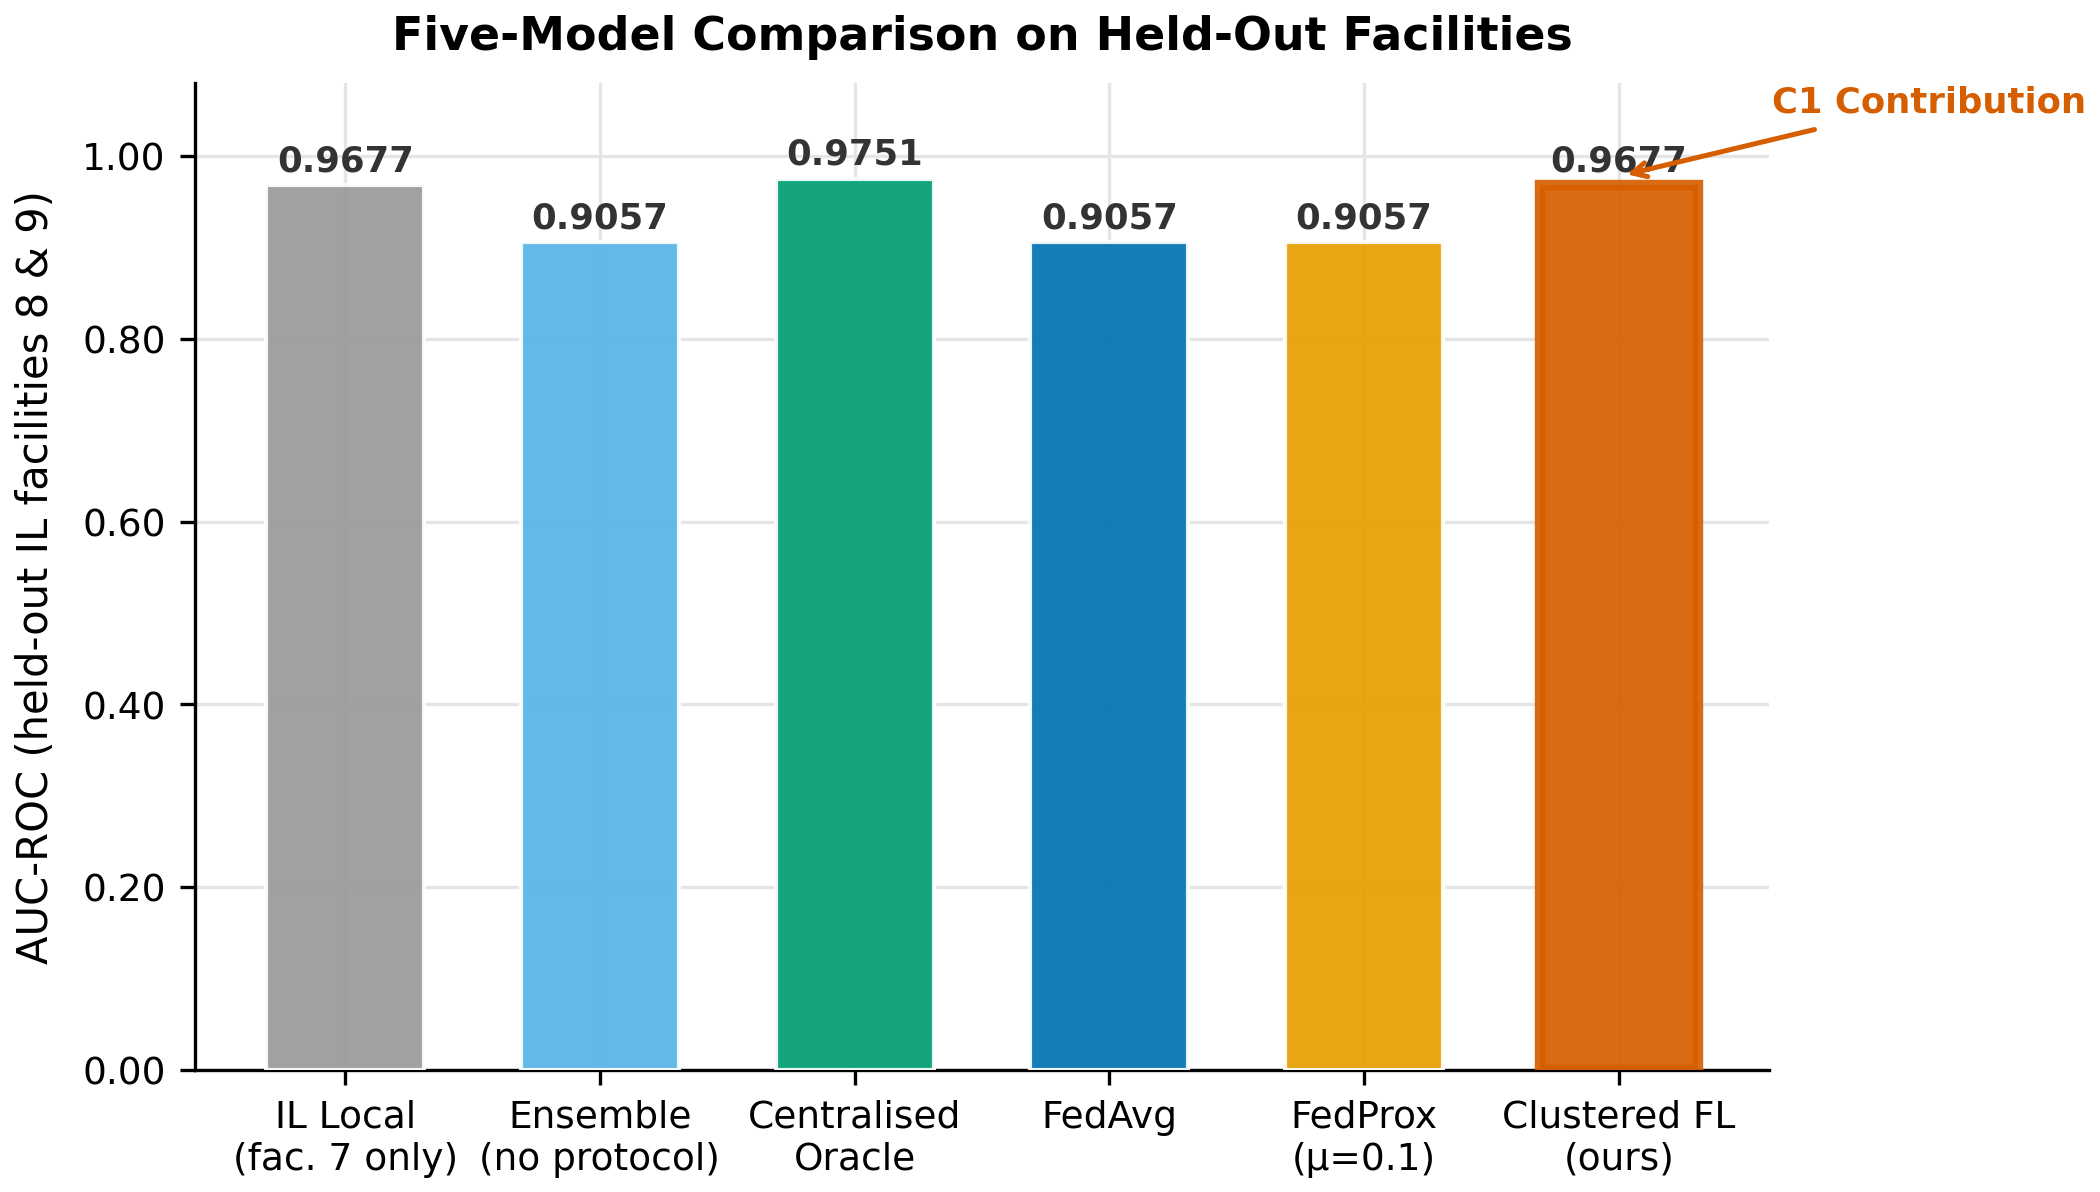 Five-Model Comparison on Held-Out Facilities
C1 Contribution
AUC-ROC (held-out IL facilities 8 & 9)
1.00
0.80
0.60
0.40
0.20
0.00
0.9677
0.9057
0.9751
0.9057
0.9057
0.9677
IL Local
(fac. 7 only)
Ensemble
(no protocol)
Centralised
Oracle
FedAvg
FedProx
(μ=0.1)
Clustered FL
(ours)